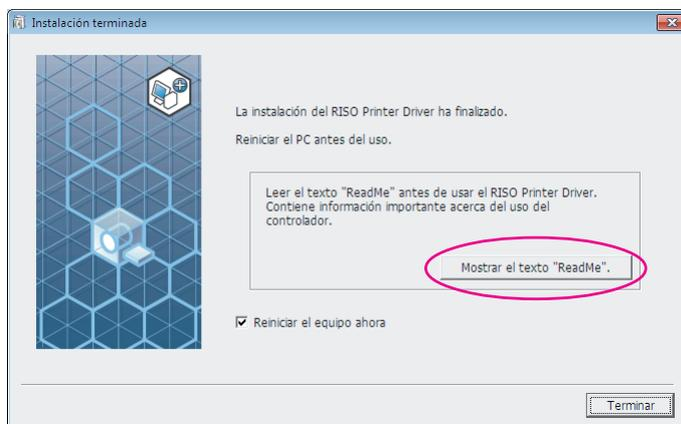 Instalación terminada
La instalación del RISO Printer Driver ha finalizado.
Reiniciar el PC antes del uso.
Leer el texto "ReadMe" antes de usar el RISO Printer Driver.
Contiene información importante acerca del uso del
controlador.
Mostrar el texto "ReadMe".
Reiniciar el equipo ahora
Terminar